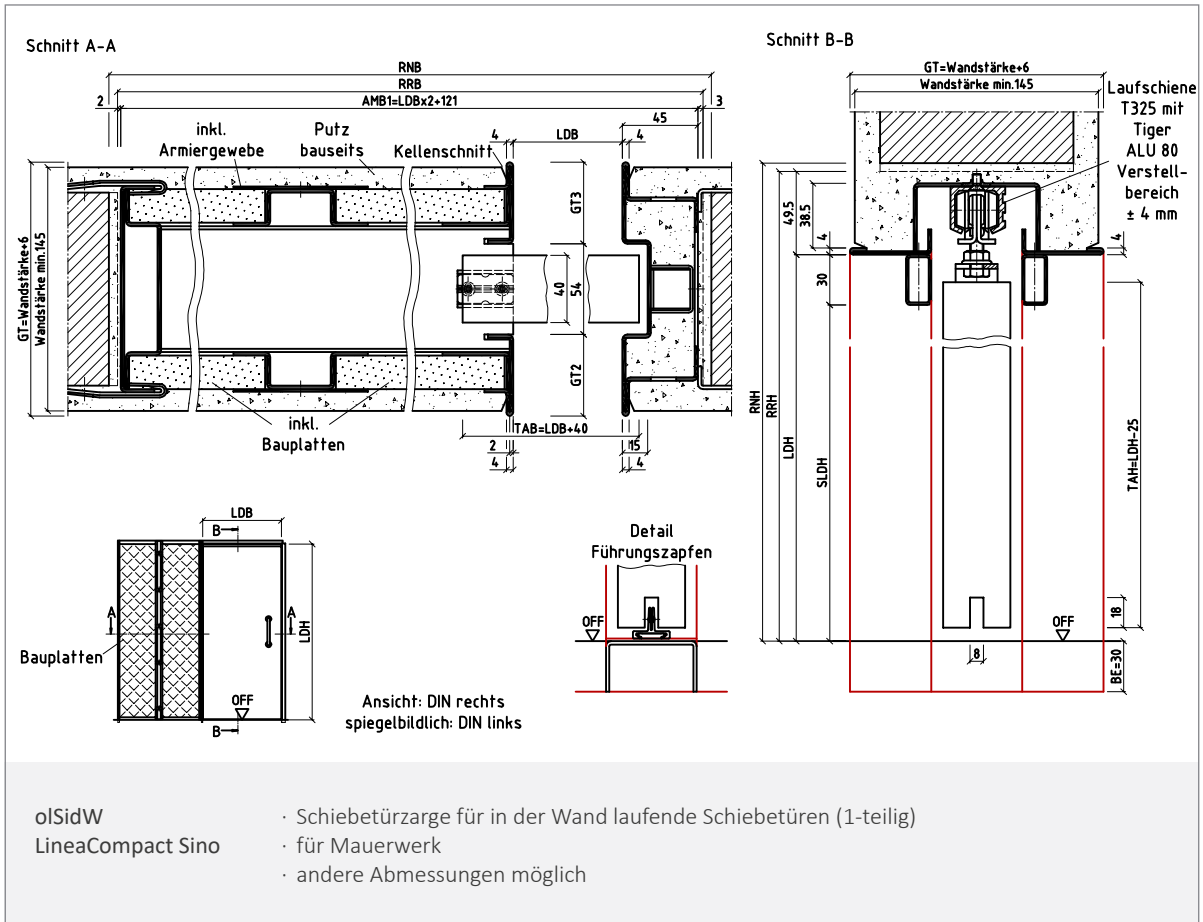 Schnitt A-A
RNB
RRB
2
AMB1=LDBx2+121
3
inkl.
Armiergewebe
Putz
bauseits
Kellenschnitt
4
LDB
45
4
GT=Wandstärke+6
Wandstärke min.145
GT3
40
54
GT2
inkl.
Bauplatten
TAB=LDB+40
2
15
4
4
Schnitt B-B
GT=Wandstärke+6
Wandstärke min.145
Laufschiene
T325 mit
Tiger
ALU 80
Verstell-
bereich
± 4 mm
49.5
38.5
4
4
30
RNH
RRH
LDH
SLDH
TAH=LDH-25
18
OFF
8
BE=30
LDB
B
A
A
LDH
Bauplatten
OFF
B
Ansicht: DIN rechts
spiegelbildlich: DIN links
Detail
Führungszapfen
OFF
olSidW
· Schiebetürzarge für in der Wand laufende Schiebetüren (1-teilig)
LineaCompact Sino
· für Mauerwerk
· andere Abmessungen möglich